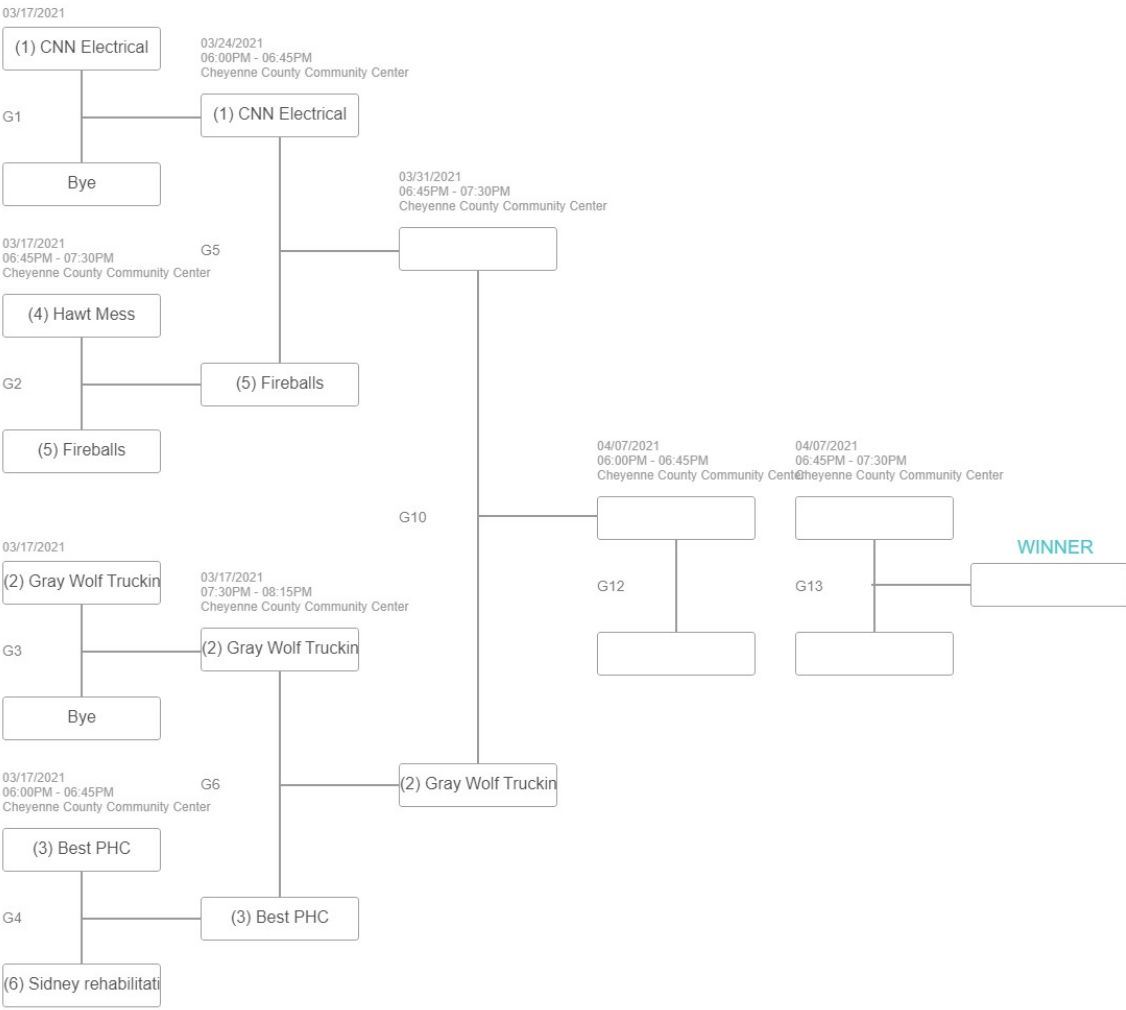 03/17/2021
(1) CNN Electrical
G1
Bye
03/24/2021
06:00PM - 06:45PM
Cheyenne County Community Center
(1) CNN Electrical
G5
(5) Fireballs
03/17/2021
06:45PM - 07:30PM
Cheyenne County Community Center
(4) Hawt Mess
G2
(5) Fireballs
03/31/2021
06:45PM - 07:30PM
Cheyenne County Community Center
G10
(2) Gray Wolf Truckin
03/17/2021
(2) Gray Wolf Truckin
G3
Bye
03/17/2021
07:30PM - 08:15PM
Cheyenne County Community Center
(2) Gray Wolf Truckin
G6
(3) Best PHC
03/17/2021
06:00PM - 06:45PM
Cheyenne County Community Center
(3) Best PHC
G4
(6) Sidney rehabilitati
04/07/2021
06:00PM - 06:45PM
Cheyenne County Community Center
G12
04/07/2021
06:45PM - 07:30PM
Cheyenne County Community Center
G13
WINNER